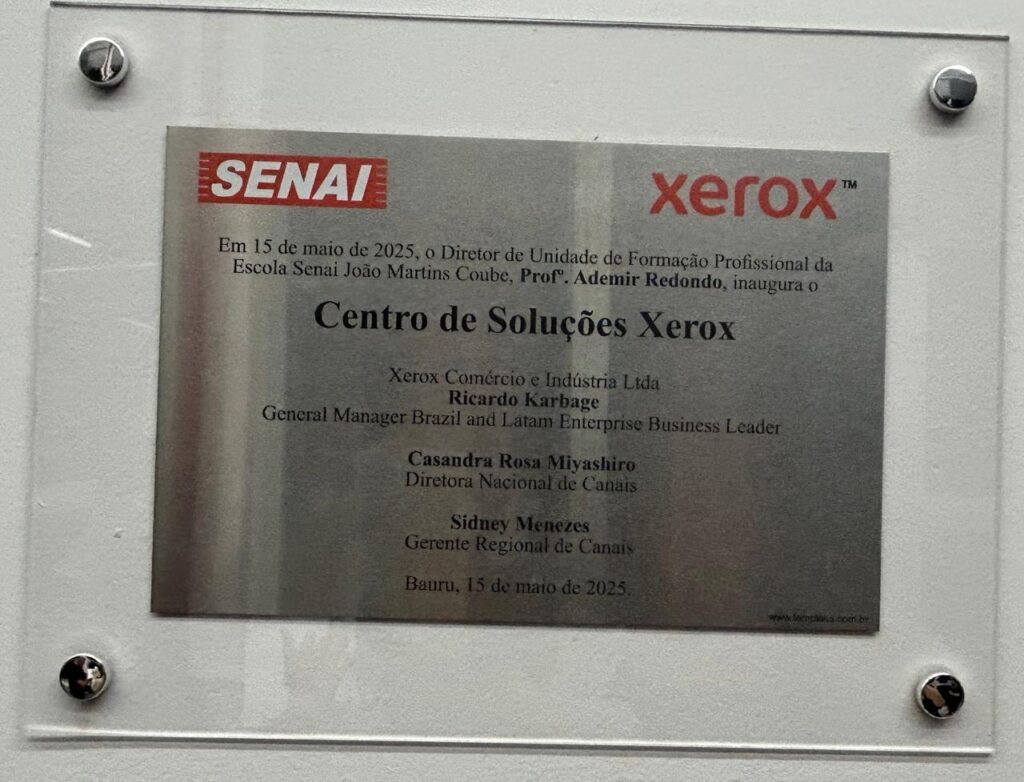 SENAI
xerox™
Em 15 de maio de 2025, o Diretor de Unidade de Formação Profissional da
Escola Senai João Martins Coube, Profº. Ademir Redondo, inaugura o
Centro de Soluções Xerox
Xerox Comércio e Indústria Ltda
Ricardo Karbage
General Manager Brazil and Latam Enterprise Business Leader
Casandra Rosa Miyashiro
Diretora Nacional de Canais
Sidney Menezes
Gerente Regional de Canais
Bauru, 15 de maio de 2025.